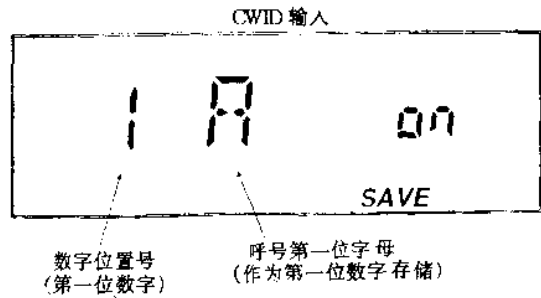 CWID 输入
1 A on
SAVE
数字位置号
(第一位数字)
呼号第一位字母
(作为第一位数字存储)